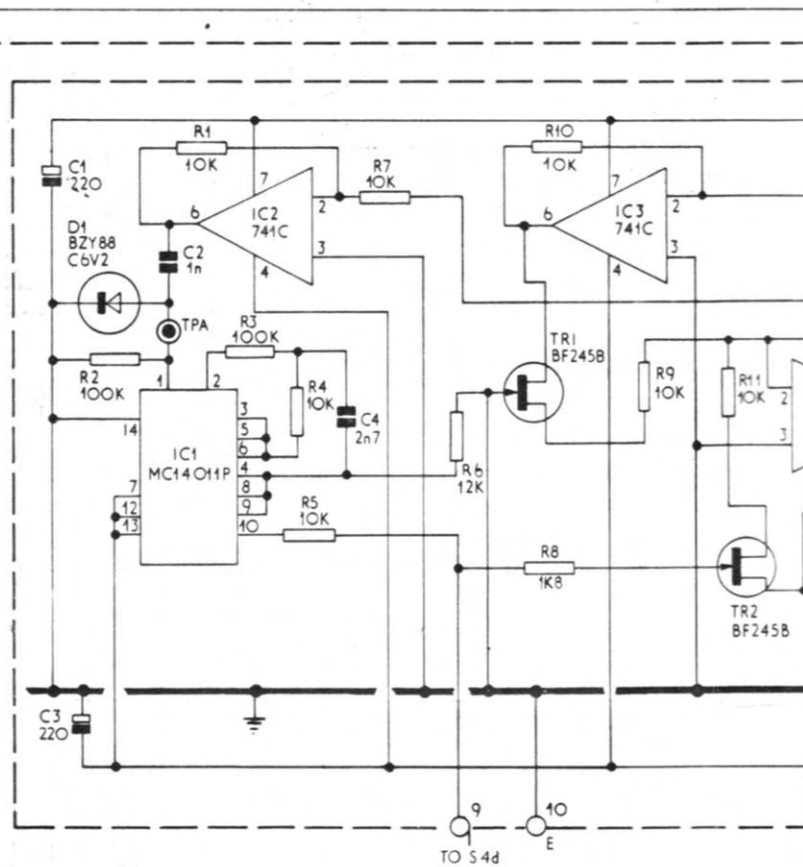 R1
10K
R10
10K
C1
220
R7
10K
7
6
IC2
741C
2
3
4
7
6
IC3
741C
2
3
4
D1
BZY88
C6V2
C2
1n
TPA
R3
100K
R2
100K
1
2
R4
10K
C4
2n7
TR1
BF245B
R9
10K
R11
10K
2
3
14
IC1
MC14011P
3
5
6
4
8
9
10
7
12
13
R6
12K
R5
10K
R8
1K8
TR2
BF245B
C3
220
9
10
E
TO S4d